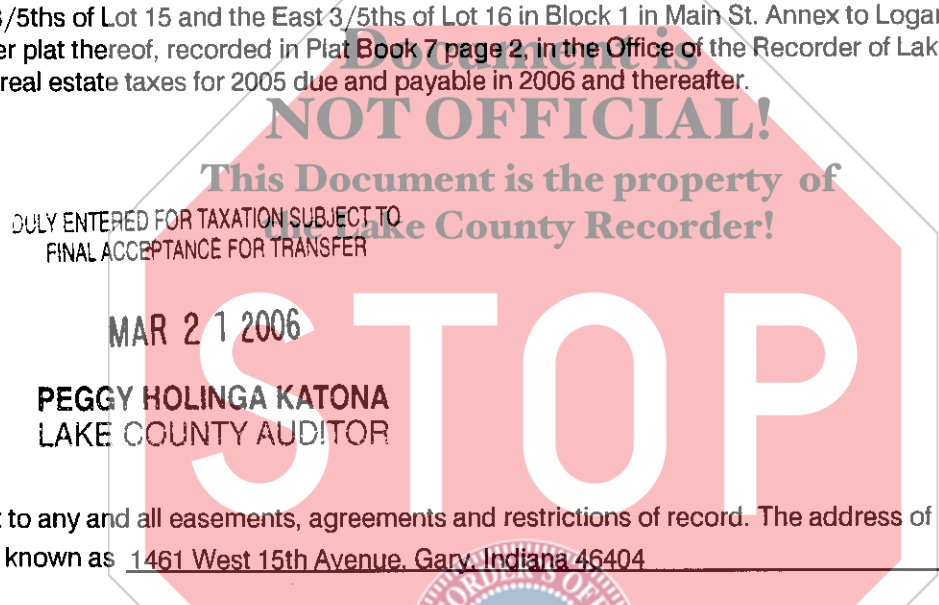 /5ths of Lot 15 and the East 3/5ths of Lot 16 in Block 1 in Main St. Annex to Logan
er plat thereof, recorded in Plat Book 7 page 2, in the Office of the Recorder of Lak
real estate taxes for 2005 due and payable in 2006 and thereafter.
Document is
NOT OFFICIAL!
This Document is the property of
the Lake County Recorder!
DULY ENTERED FOR TAXATION SUBJECT TO
FINAL ACCEPTANCE FOR TRANSFER
MAR 2 1 2006
STOP
PEGGY HOLINGA KATONA
LAKE COUNTY AUDITOR
t to any and all easements, agreements and restrictions of record. The address of
known as 1461 West 15th Avenue, Gary, Indiana 46404